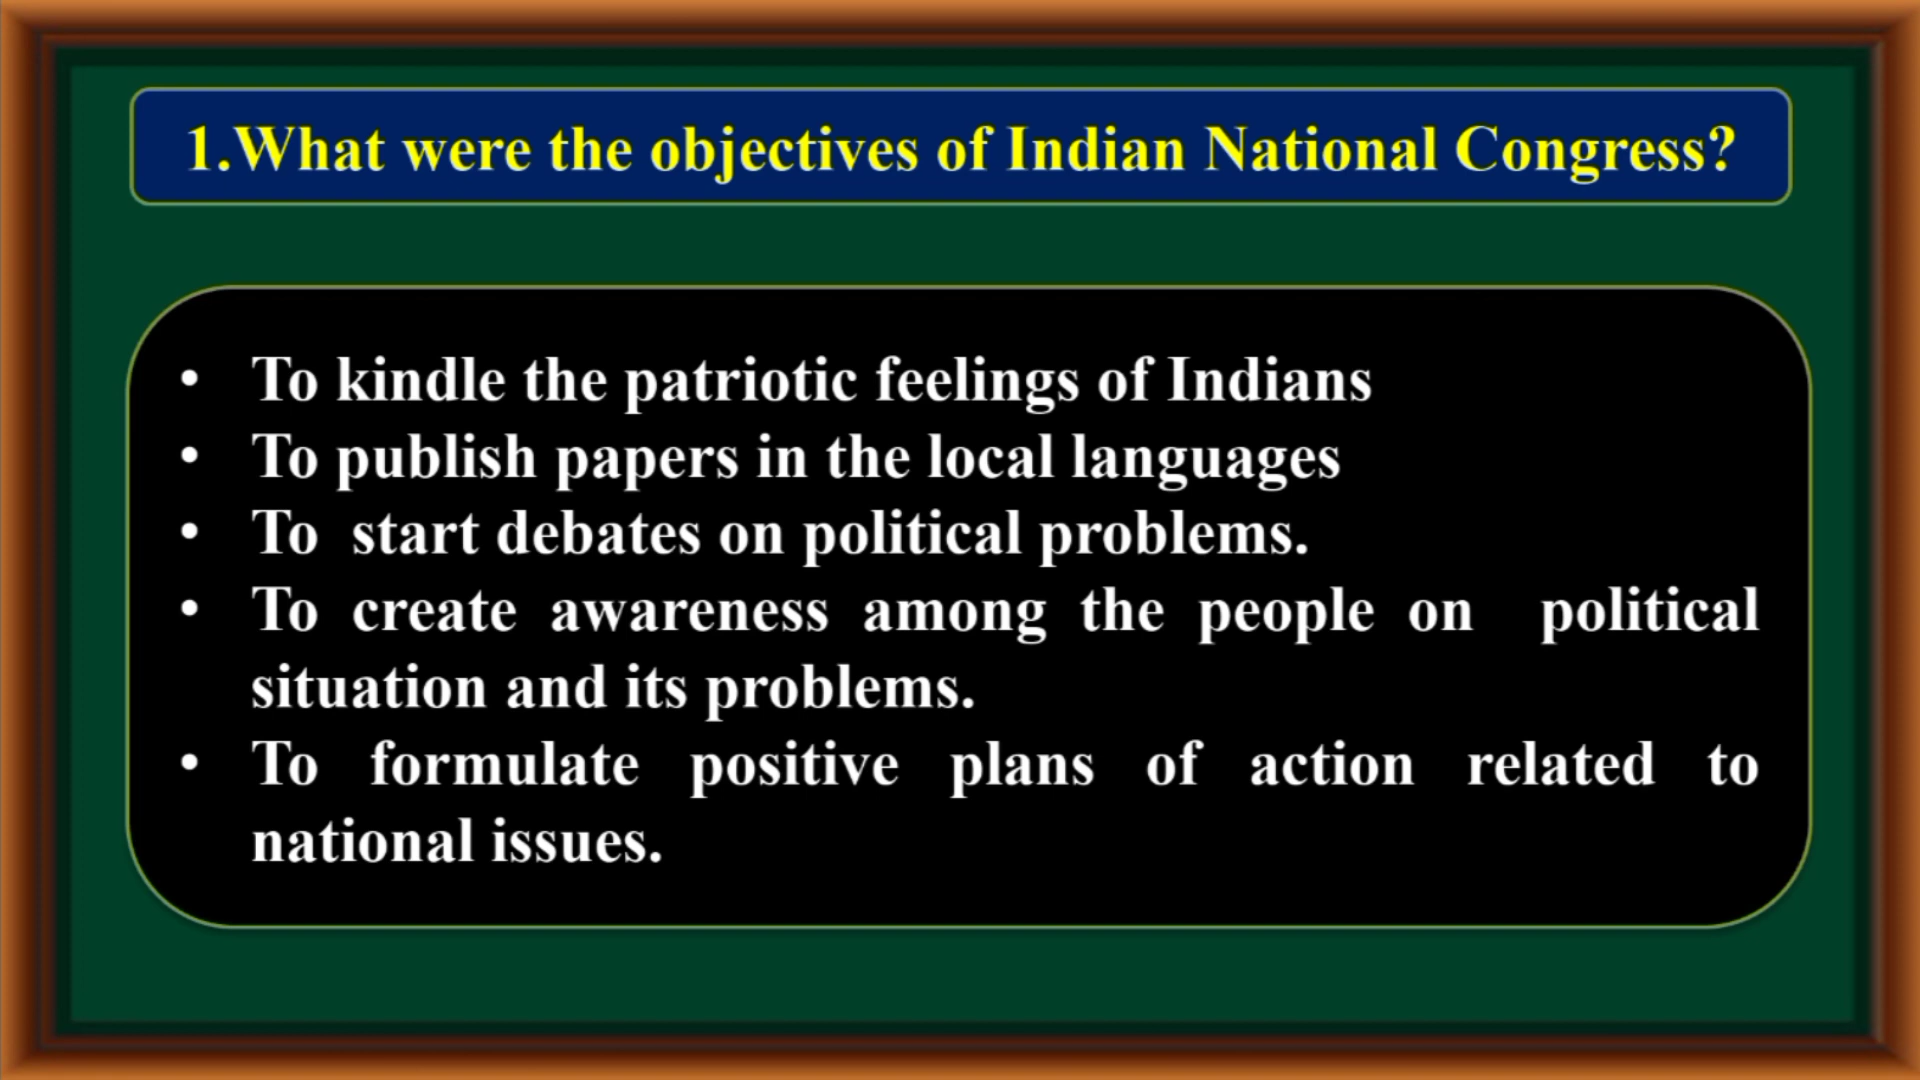 1.What were the objectives of Indian National Congress?
• To kindle the patriotic feelings of Indians
• To publish papers in the local languages
• To start debates on political problems.
• To create awareness among the people on political
situation and its problems.
• To formulate positive plans of action related to
national issues.